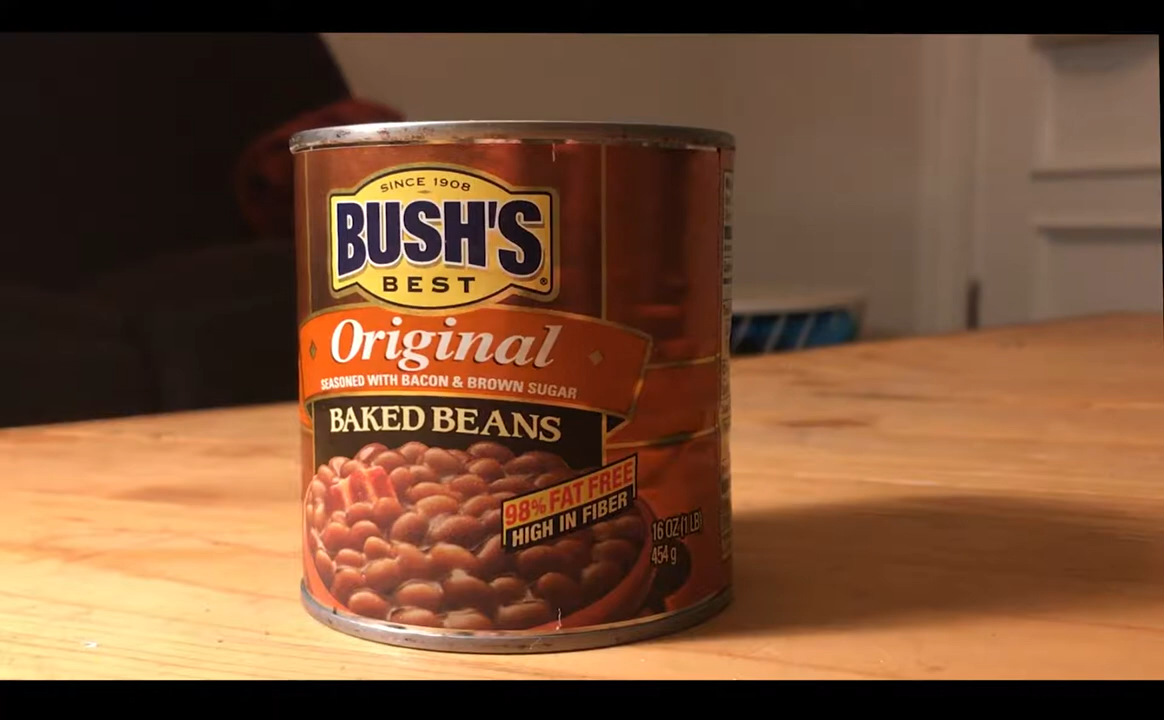 SINCE 1908
BUSH'S
BEST®
Original
SEASONED WITH BACON & BROWN SUGAR
BAKED BEANS
98% FAT FREE
HIGH IN FIBER
16 OZ (1 LB)
454 g